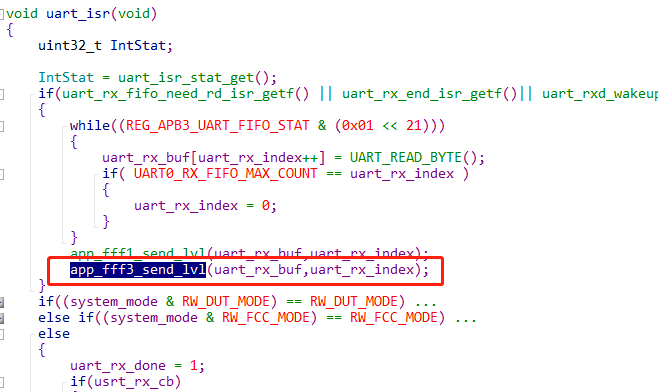 void uart_isr(void)
{
uint32_t IntStat;
IntStat = uart_isr_stat_get();
if(uart_rx_fifo_need_rd_isr_getf() || uart_rx_end_isr_getf()|| uart_rxd_wakeup
{
while((REG_APB3_UART_FIFO_STAT & (0x01 << 21)))
{
uart_rx_buf[uart_rx_index++] = UART_READ_BYTE();
if( UART0_RX_FIFO_MAX_COUNT == uart_rx_index )
{
uart_rx_index = 0;
}
}
app_fff1_send_lvl(uart_rx_buf,uart_rx_index);
app_fff3_send_lvl(uart_rx_buf,uart_rx_index);
}
if((system_mode & RW_DUT_MODE) == RW_DUT_MODE) ...
else if((system_mode & RW_FCC_MODE) == RW_FCC_MODE) ...
else
{
uart_rx_done = 1;
if(usrt_rx_cb)